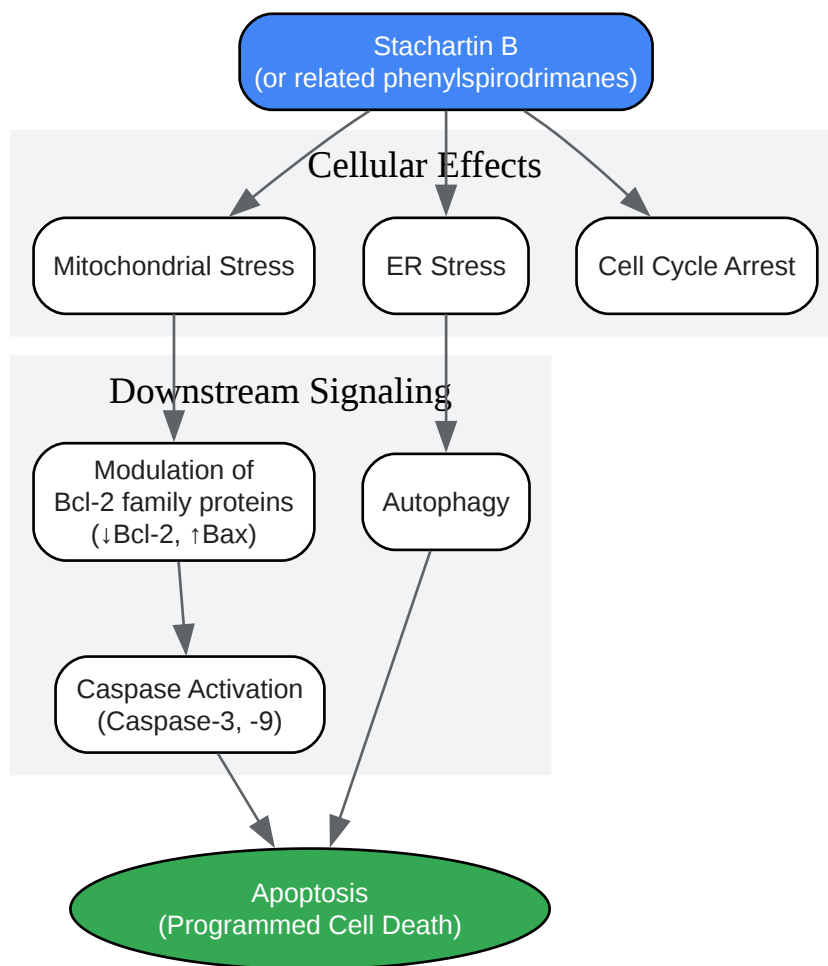 Stachartin B
(or related phenylspirodrimanes)
Cellular Effects
Mitochondrial Stress
ER Stress
Cell Cycle Arrest
Downstream Signaling
Modulation of
Bcl-2 family proteins
(↓Bcl-2, ↑Bax)
Autophagy
Caspase Activation
(Caspase-3, -9)
Apoptosis
(Programmed Cell Death)